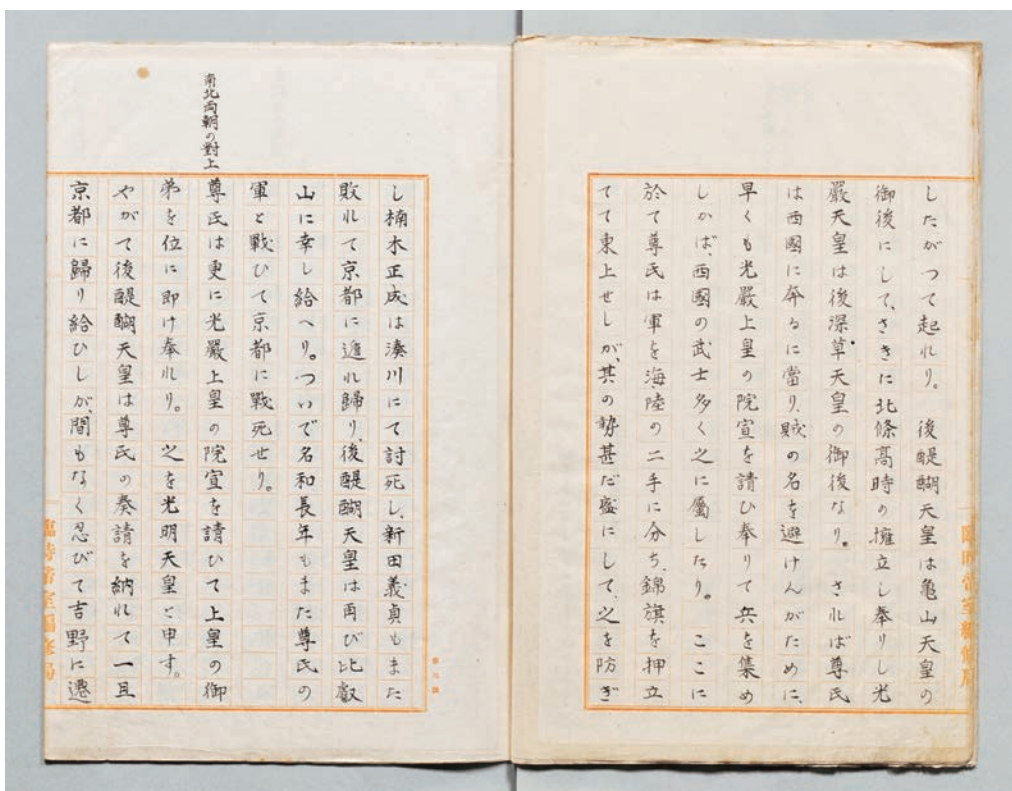 したがつて起れり。　後醍醐天皇は亀山天皇の
御後にして、さきに北條高時の擁立し奉りし光
嚴天皇は後深草天皇の御後なり。　されば尊氏
は西國に奔るに當り、賊の名を避けんがために、
早くも光嚴上皇の院宣を請ひ奉りて兵を集め
しかば、西國の武士多く之に屬したり。　ここに
於て尊氏は軍を海陸の二手に分ち、錦旗を押立
てて東上せしが、其の勢甚だ盛にして、之を防ぎ
し楠木正成は湊川にて討死し、新田義貞もまた
敗れて京都に遁れ歸り、後醍醐天皇は再び比叡
山に幸し給へり。ついで名和長年もまた尊氏の
軍と戰ひて京都に戰死せり。
南北両朝の對上
尊氏は更に光嚴上皇の院宣を請ひて上皇の御
弟を位に即け奉れり。　之を光明天皇と申す。
やがて後醍醐天皇は尊氏の奏請を納れて一旦
京都に歸り給ひしが、間もなく忍びて吉野に遷